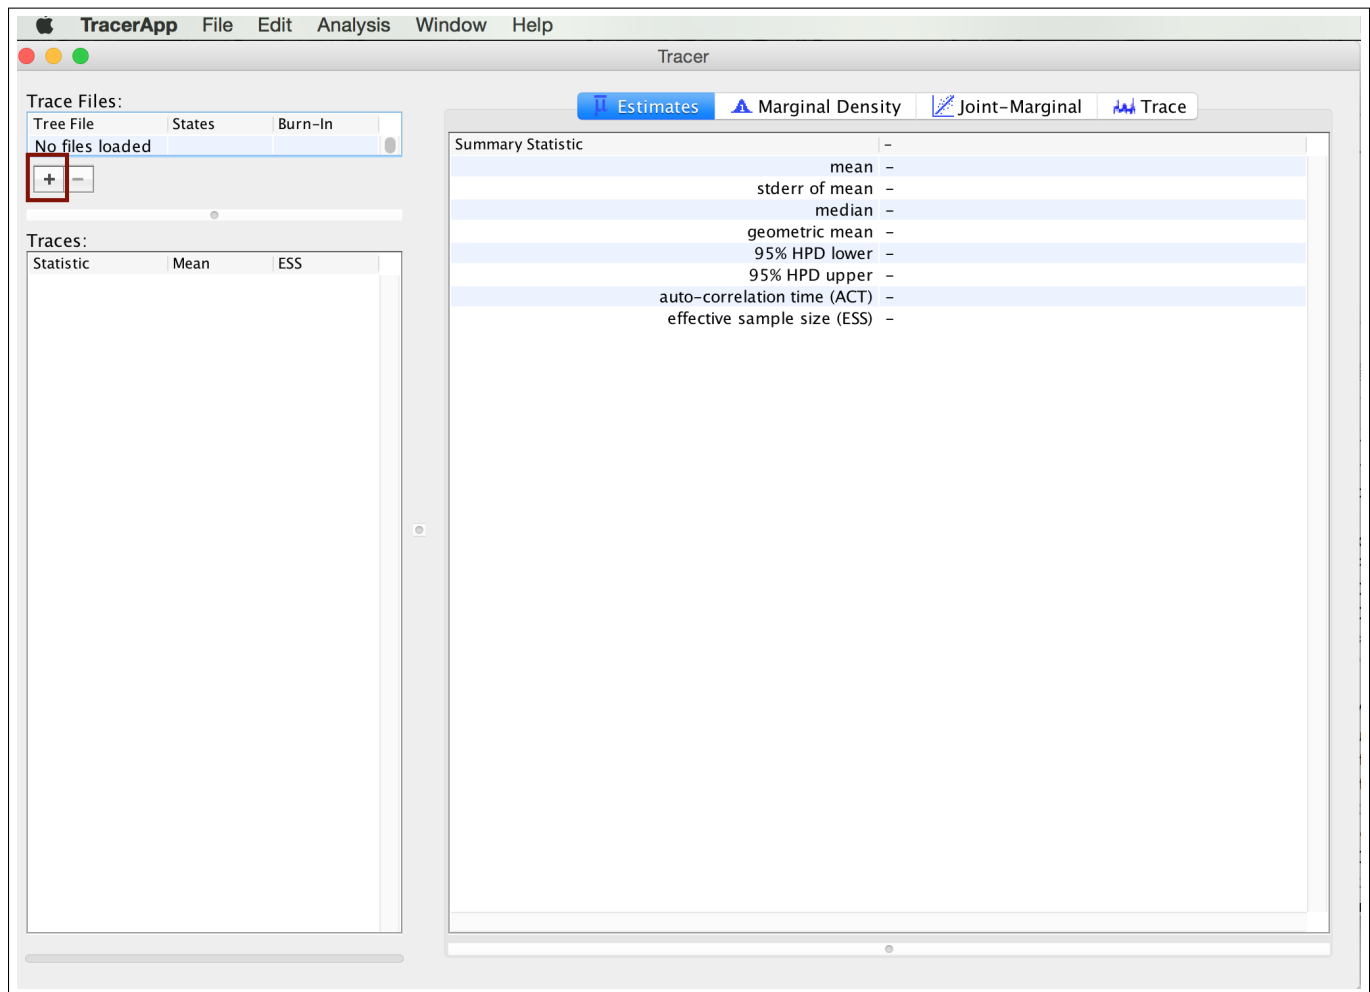 TracerApp File Edit Analysis Window Help
Tracer
Trace Files:
Tree File States Burn-In
No files loaded
+ -
Traces:
Statistic Mean ESS
Estimates Marginal Density Joint-Marginal Trace
Summary Statistic -
mean -
stderr of mean -
median -
geometric mean -
95% HPD lower -
95% HPD upper -
auto-correlation time (ACT) -
effective sample size (ESS) -